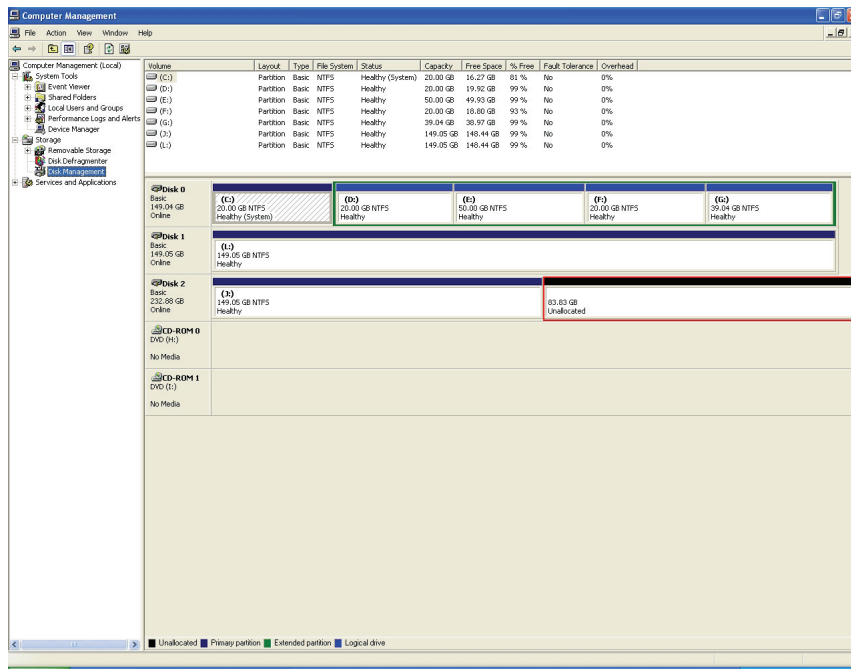 Computer Management
File Action View Window Help
Computer Management (Local)
System Tools
Event Viewer
Shared Folders
Local Users and Groups
Performance Logs and Alerts
Device Manager
Storage
Removable Storage
Disk Defragmenter
Disk Management
Services and Applications
Volume Layout Type File System Status Capacity Free Space % Free Fault Tolerance Overhead
(C:) Partition Basic NTFS Healthy (System) 20.00 GB 16.27 GB 81 % No 0%
(D:) Partition Basic NTFS Healthy 20.00 GB 19.92 GB 99 % No 0%
(E:) Partition Basic NTFS Healthy 50.00 GB 49.93 GB 99 % No 0%
(F:) Partition Basic NTFS Healthy 20.00 GB 18.80 GB 93 % No 0%
(G:) Partition Basic NTFS Healthy 39.04 GB 38.97 GB 99 % No 0%
(J:) Partition Basic NTFS Healthy 149.05 GB 148.44 GB 99 % No 0%
(L:) Partition Basic NTFS Healthy 149.05 GB 148.44 GB 99 % No 0%
Disk 0
Basic
149.04 GB
Online
(C:)
20.00 GB NTFS
Healthy (System)
(D:)
20.00 GB NTFS
Healthy
(E:)
50.00 GB NTFS
Healthy
(F:)
20.00 GB NTFS
Healthy
(G:)
39.04 GB NTFS
Healthy
Disk 1
Basic
149.05 GB
Online
(L:)
149.05 GB NTFS
Healthy
Disk 2
Basic
232.88 GB
Online
(J:)
149.05 GB NTFS
Healthy
83.83 GB
Unallocated
CD-ROM 0
DVD (H:)
No Media
CD-ROM 1
DVD (I:)
No Media
Unallocated Primary partition Extended partition Logical drive